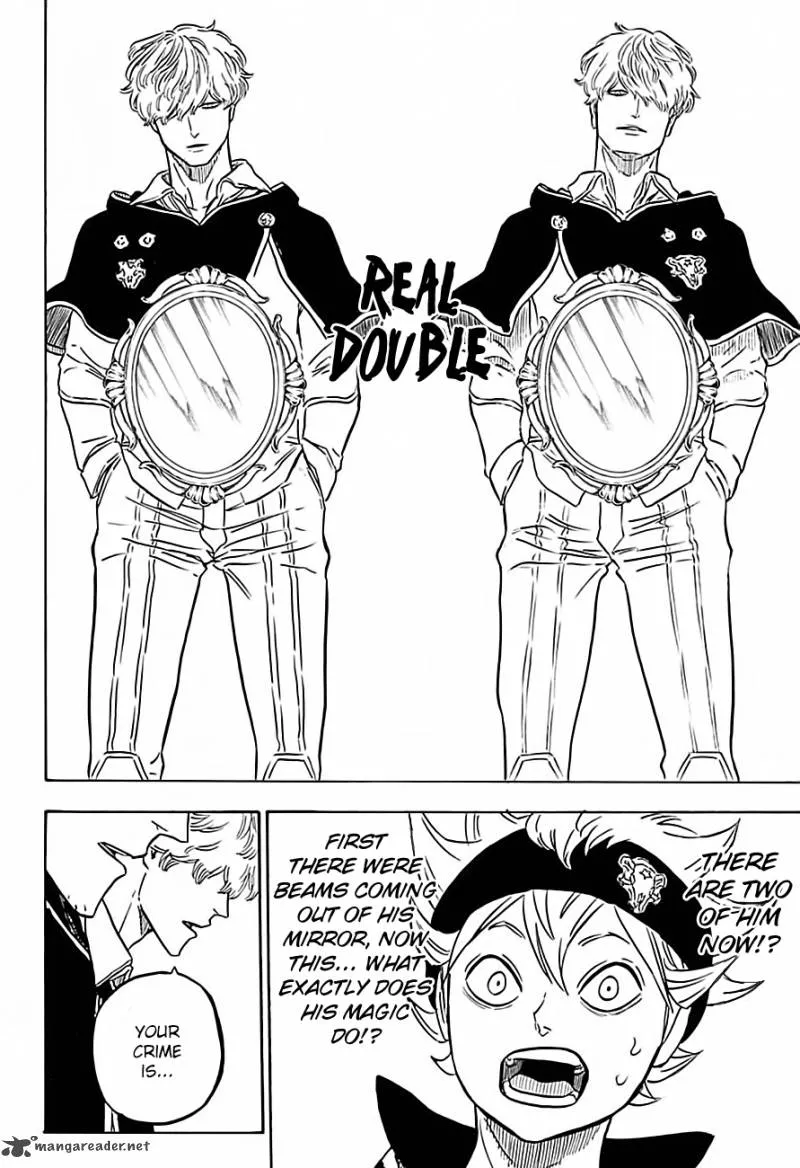 REAL
DOUBLE
THERE
ARE TWO
OF HIM
NOW!?
FIRST
THERE WERE
BEAMS COMING
OUT OF HIS
MIRROR, NOW
THIS... WHAT
EXACTLY DOES
HIS MAGIC
DO!?
YOUR
CRIME
IS...
mangareader.net